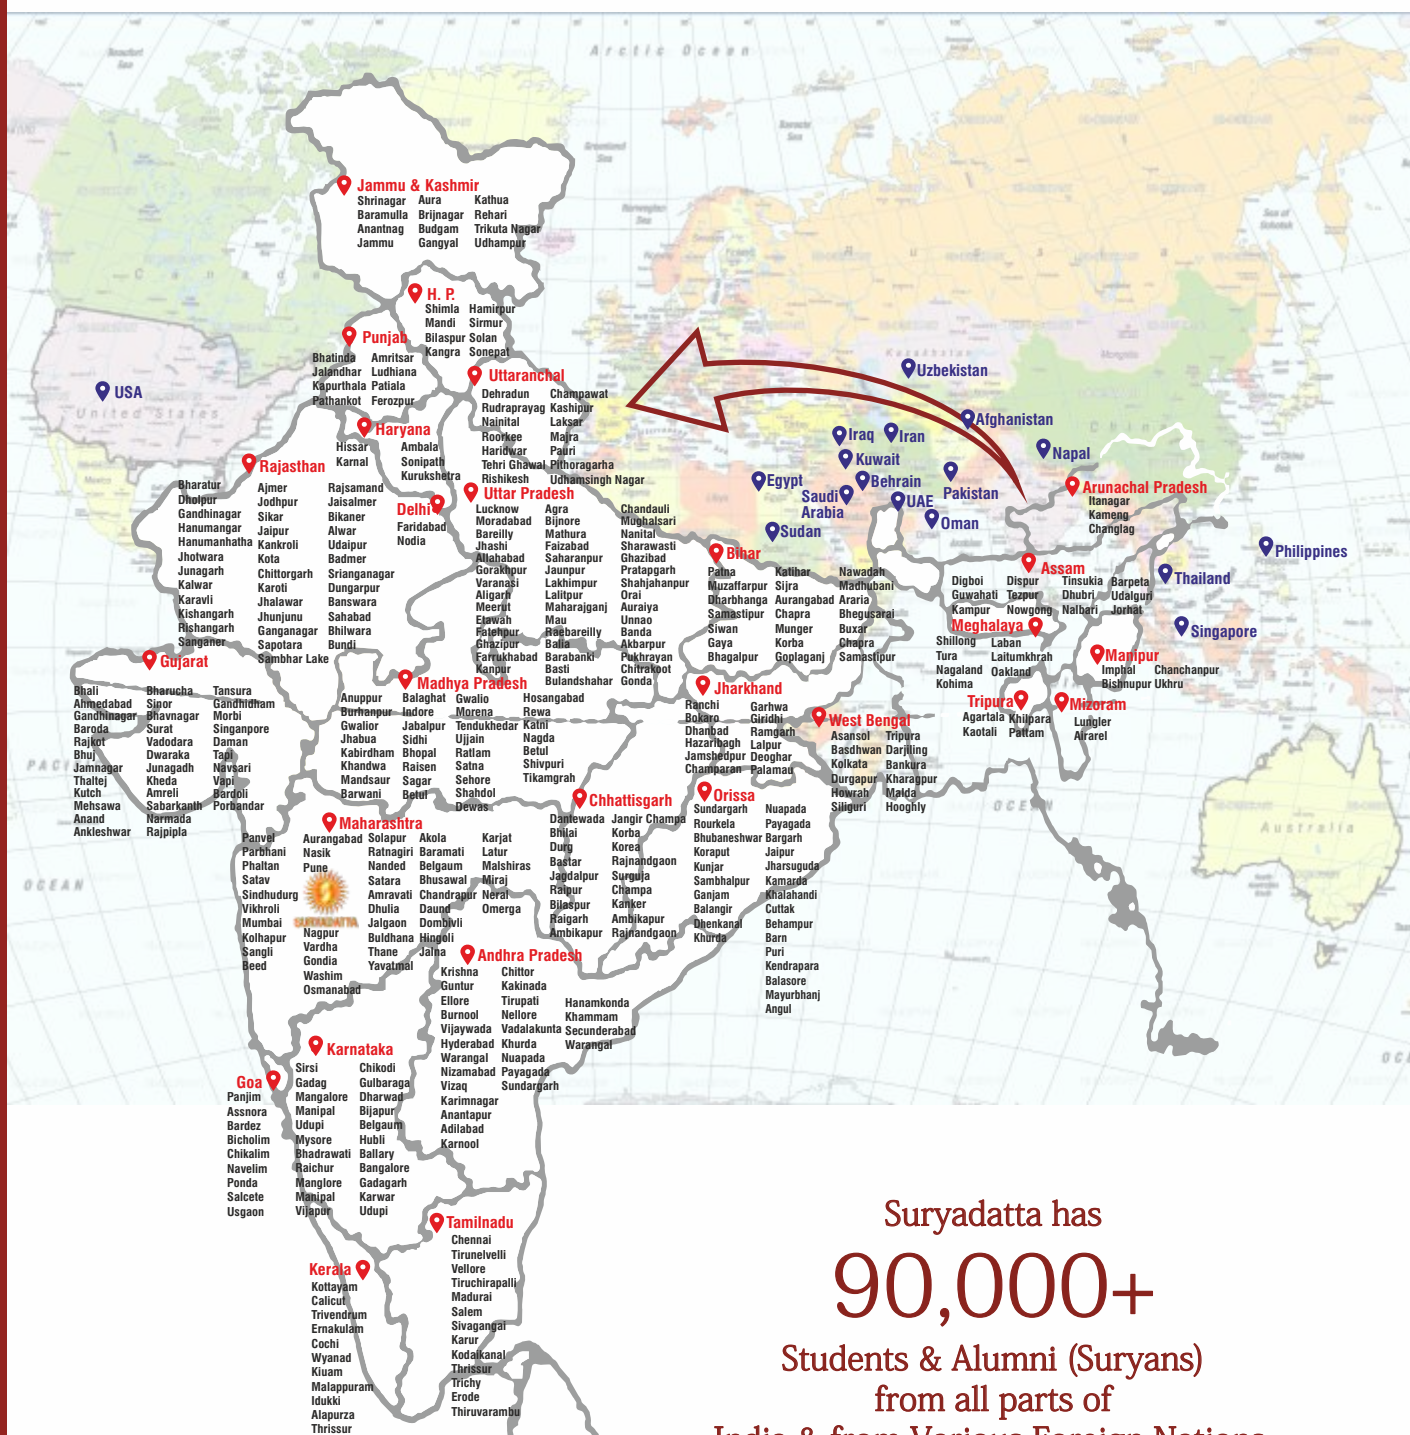 Arctic Ocean
Jammu & Kashmir
Shrinagar Aura Kathua
Baramulla Brijnagar Rehari
Anantnag Budgam Trikuta Nagar
Jammu Gangyal Udhampur
H. P.
Shimla Hamirpur
Mandi Sirmur
Bilaspur Solan
Kangra Sonepat
Punjab
Bhatinda Amritsar
Jalandhar Ludhiana
Kapurthala Patiala
Pathankot Ferozpur
Uttaranchal
Dehradun Champawat
Rudraprayag Kashipur
Nainital Laksar
Roorkee Majra
Haridwar Pauri
Tehri Ghawal Pithoragarha
Rishikesh Udhamsingh Nagar
USA
United States
Canada
Haryana
Hissar Ambala
Karnal Sonipath
Kurukshetra
Rajasthan
Bharatur
Dholpur
Gandhinagar
Hanumangar
Hanumanhatha
Jhotwara
Junagarh
Kalwar
Karavli
Kishangarh
Rishangarh
Sanganer
Ajmer
Jodhpur
Sikar
Jaipur
Kankroli
Kota
Chittorgarh
Karoti
Jhalawar
Jhunjunu
Ganganagar
Sapotara
Sambhar Lake
Rajsamand
Jaisalmer
Bikaner
Alwar
Udaipur
Badmer
Srianganagar
Dungarpur
Banswara
Sahabad
Bhilwara
Bundi
Delhi
Faridabad
Nodia
Uttar Pradesh
Lucknow Agra Chandauli
Moradabad Bijnore Mughalsari
Bareilly Mathura Nanital
Jhashi Faizabad Sharawasti
Allahabad Saharanpur Ghazibad
Gorakhpur Jaunpur Pratapgarh
Varanasi Lakhimpur Shahjahanpur
Aligarh Lalitpur Orai
Meerut Maharajganj Auraiya
Etawah Mau Unnao
Fatehpur Raebareilly Banda
Ghazipur Balia Akbarpur
Farrukhabad Barabanki Pukhrayan
Kanpur Basti Chitrakoot
Bulandshahar Gonda
Uzbekistan
Afghanistan
Iraq
Iran
Napal
Kuwait
Egypt
Behrain
Pakistan
Saudi
Arabia
UAE
Oman
Sudan
Philippines
Thailand
Singapore
Arunachal Pradesh
Itanagar
Kameng
Changlag
Bihar
Patna Katihar Nawadah
Muzaffarpur Sijra Madhubani
Dharbhanga Aurangabad Araria
Samastipur Chapra Bhegusarai
Siwan Munger Buxar
Gaya Korba Chapra
Bhagalpur Goplaganj Samastipur
Assam
Digboi Dispur Tinsukia Barpeta
Guwahati Tezpur Dhubri Udalguri
Kampur Nowgong Nalbari Jorhat
Meghalaya
Shillong Laban
Tura Laitumkhrah
Nagaland Oakland
Kohima
Manipur
Imphal Chanchanpur
Bishnupur Ukhru
Tripura
Agartala Khilpara
Kaotali Pattam
Mizoram
Lungler
Airarel
Gujarat
Bhali Bharucha Tansura
Ahmedabad Sinor Gandhidham
Gandhinagar Bhavnagar Morbi
Baroda Surat Singanpore
Rajkot Vadodara Daman
Bhuj Dwaraka Tapi
Jamnagar Junagadh Navsari
Thaltej Kheda Vapi
Kutch Amreli Bardoli
Mehsawa Sabarkanth Porbandar
Anand Narmada
Ankleshwar Rajpipla
Madhya Pradesh
Anuppur Balaghat Gwalio Hosangabad
Burhanpur Indore Morena Rewa
Gwalior Jabalpur Tendukhedar Katni
Jhabua Sidhi Ujjain Nagda
Kabirdham Bhopal Ratlam Betul
Khandwa Raisen Satna Shivpuri
Mandsaur Sagar Sehore Tikamgrah
Barwani Betul Shahdol
Dewas
Jharkhand
Ranchi Garhwa
Bokaro Giridhi
Dhanbad Ramgarh
Hazaribagh Lalpur
Jamshedpur Deoghar
Champaran Palamau
West Bengal
Asansol Tripura
Basdhwan Darjiling
Kolkata Bankura
Durgapur Kharagpur
Howrah Malda
Siliguri Hooghly
Chhattisgarh
Dantewada Jangir Champa
Bhilai Korba
Durg Korea
Bastar Rajnandgaon
Jagdalpur Surguja
Raipur Champa
Bilaspur Kanker
Raigarh Ambikapur
Ambikapur Rajnandgaon
Orissa
Sundargarh Nuapada
Rourkela Payagada
Bhubaneshwar Bargarh
Koraput Jaipur
Kunjar Jharsuguda
Sambhalpur Kamarda
Ganjam Khalahandi
Balangir Cuttak
Dhenkanal Behampur
Khurda Barn
Puri
Kendrapara
Balasore
Mayurbhanj
Angul
Maharashtra
Panvel
Parbhani
Phaltan
Satav
Sindhudurg
Vikhroli
Mumbai
Kolhapur
Sangli
Beed
Aurangabad
Nasik
Pune
SURYADATTA
Nagpur
Vardha
Gondia
Washim
Osmanabad
Solapur Akola Karjat
Ratnagiri Baramati Latur
Nanded Belgaum Malshiras
Satara Bhusawal Miraj
Amravati Chandrapur Neral
Dhulia Daund Omerga
Jalgaon Dombivli
Buldhana Hingoli
Thane Jalna
Yavatmal
Andhra Pradesh
Krishna Chittor
Guntur Kakinada
Ellore Tirupati Hanamkonda
Burnool Nellore Khammam
Vijaywada Vadalakunta Secunderabad
Hyderabad Khurda Warangal
Warangal Nuapada
Nizamabad Payagada
Vizaq Sundargarh
Karimnagar
Anantapur
Adilabad
Karnool
Karnataka
Sirsi Chikodi
Gadag Gulbaraga
Mangalore Dharwad
Manipal Bijapur
Udupi Belgaum
Mysore Hubli
Bhadrawati Ballary
Raichur Bangalore
Manglore Gadagarh
Manipal Karwar
Vijapur Udupi
Goa
Panjim
Assnora
Bardez
Bicholim
Chikalim
Navelim
Ponda
Salcete
Usgaon
Tamilnadu
Chennai
Tirunelvelli
Vellore
Tiruchirapalli
Madurai
Salem
Sivagangai
Karur
Kodaikanal
Thrissur
Trichy
Erode
Thiruvarambu
Kerala
Kottayam
Calicut
Trivendrum
Ernakulam
Cochi
Wyanad
Kiuam
Malappuram
Idukki
Alapurza
Thrissur
OCEAN
OCEAN
Australia
Suryadatta has
90,000+
Students & Alumni (Suryans)
from all parts of
India & from Various Foreign Nations